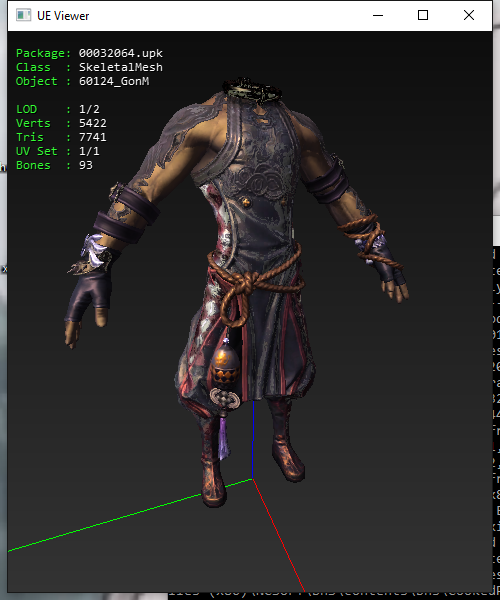 UE Viewer
Package: 00032064.upk
Class : SkeletalMesh
Object : 60124_GonM
LOD : 1/2
Verts : 5422
Tris : 7741
UV Set : 1/1
Bones : 93